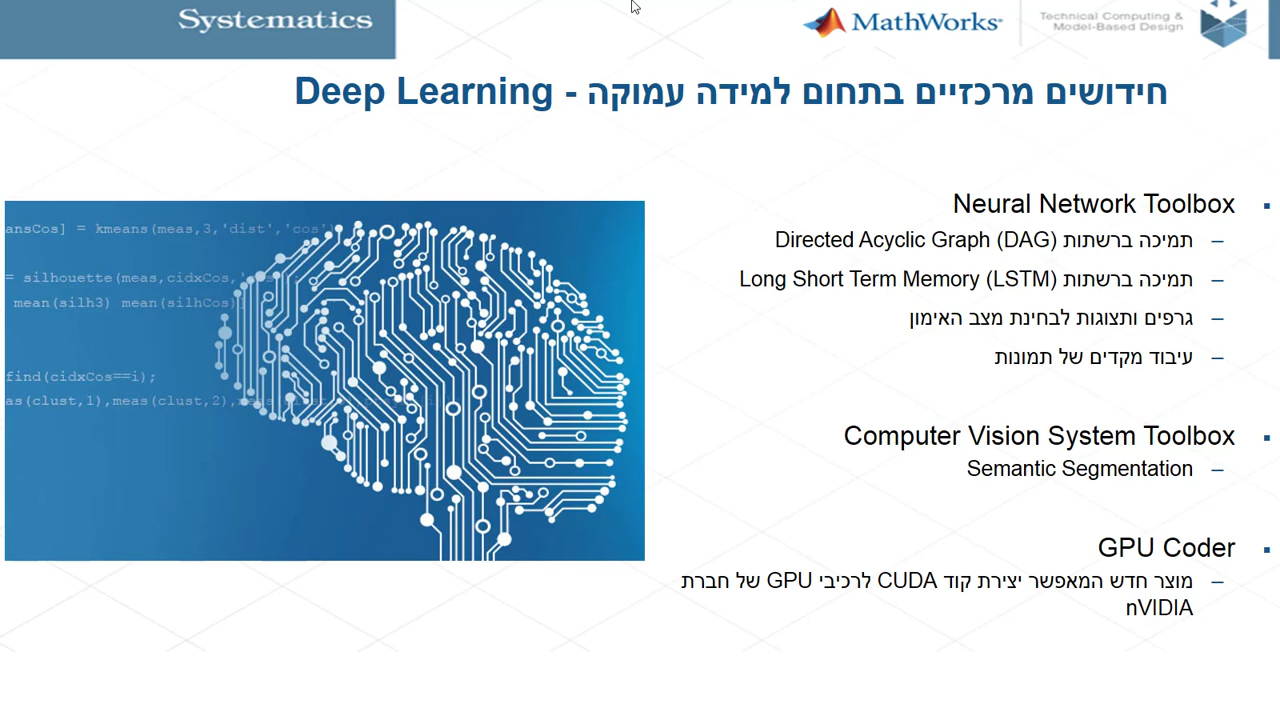 Systematics
MathWorks®
Technical Computing &
Model-Based Design
חידושים מרכזיים בתחום למידה עמוקה - Deep Learning
ansCos] = kmeans(meas,3,'dist','cos'
= silhouette(meas,cidxCos,'
mean(silh3) mean(silhCos)
find(cidxCos==i);
as(clust,1),meas(clust,2),meas
Neural Network Toolbox
– תמיכה ברשתות Directed Acyclic Graph (DAG)
– תמיכה ברשתות Long Short Term Memory (LSTM)
– גרפים ותצוגות לבחינת מצב האימון
– עיבוד מקדים של תמונות
Computer Vision System Toolbox
– Semantic Segmentation
GPU Coder
– מוצר חדש המאפשר יצירת קוד CUDA לרכיבי GPU של חברת
nVIDIA